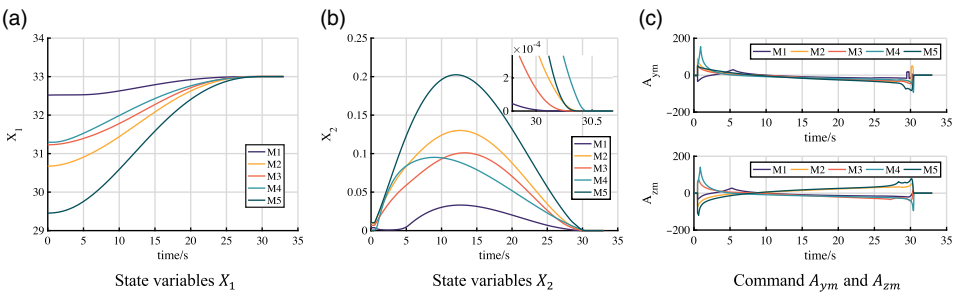 (a)
34
33
32
31
30
29
X1
0 5 10 15 20 25 30 35
time/s
M1
M2
M3
M4
M5
State variables X1
(b)
0.25
0.2
0.15
0.1
0.05
0
X2
0 5 10 15 20 25 30 35
time/s
×10-4
2
0
30 30.5
M1
M2
M3
M4
M5
State variables X2
(c)
200
0
−200
Aym
M1 M2 M3 M4 M5
0 5 10 15 20 25 30 35
time/s
200
0
−200
Azm
M1 M2 M3 M4 M5
0 5 10 15 20 25 30 35
time/s
Command Aym and Azm